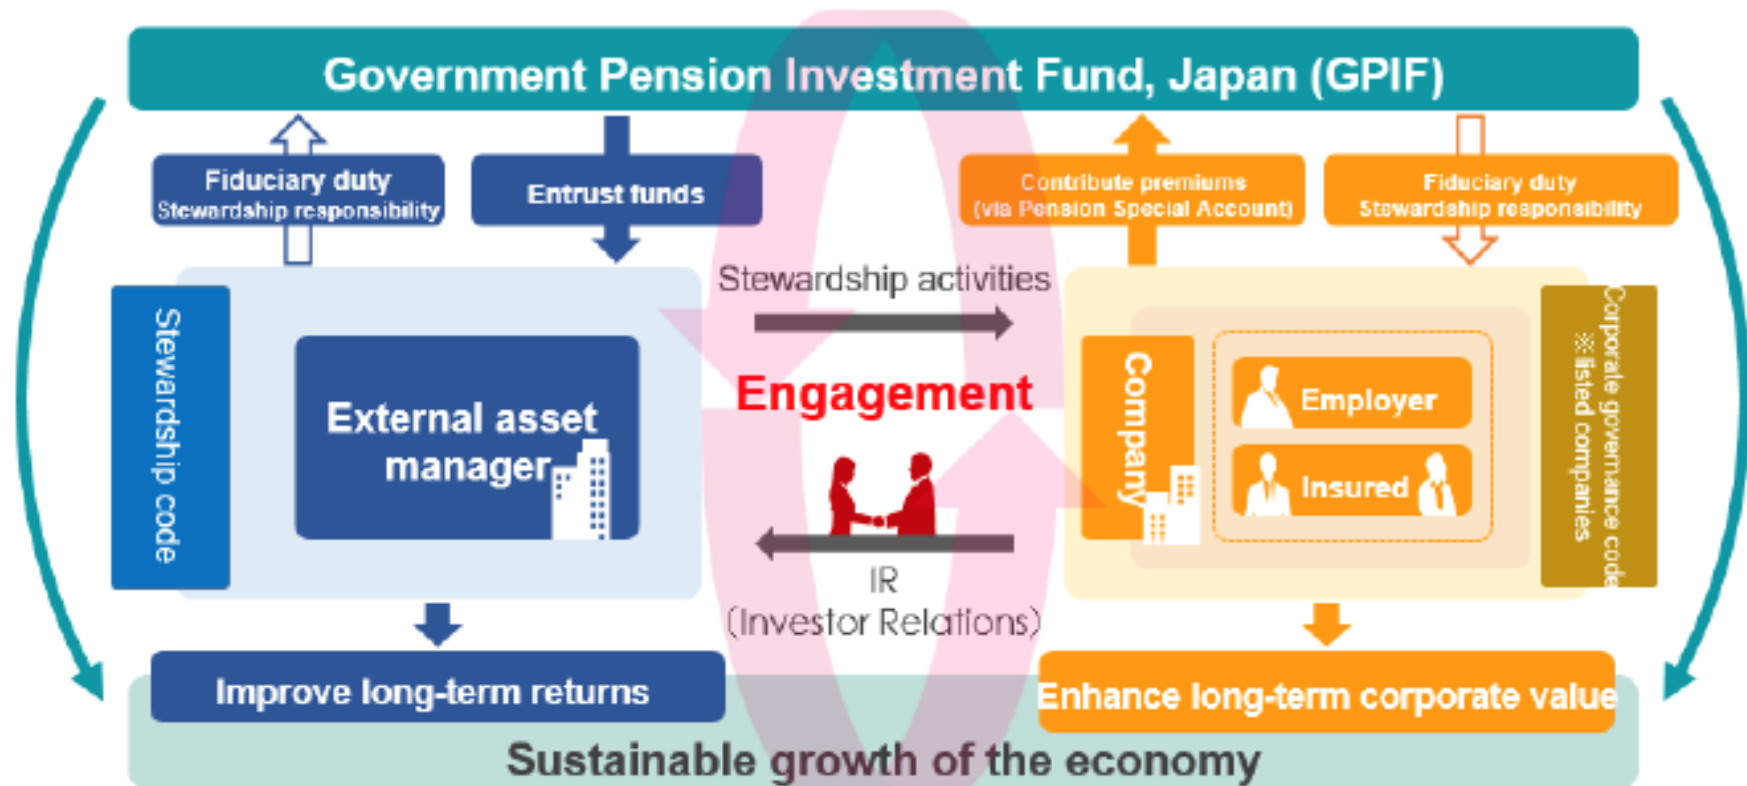 Government Pension Investment Fund, Japan (GPIF)
Fiduciary duty
Stewardship responsibility
Entrust funds
Contribute premiums
(via Pension Special Account)
Fiduciary duty
Stewardship responsibility
Stewardship code
External asset
manager
Stewardship activities
Engagement
IR
(Investor Relations)
Company
Employer
Insured
Corporate governance code
※listed companies
Improve long-term returns
Enhance long-term corporate value
Sustainable growth of the economy